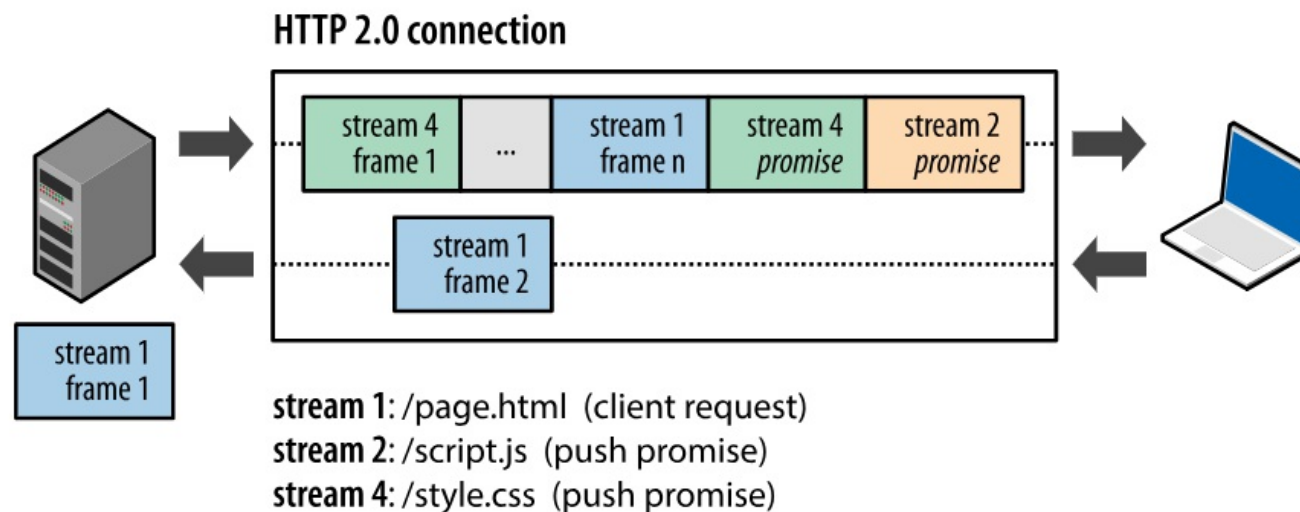 HTTP 2.0 connection
stream 4
frame 1
...
stream 1
frame n
stream 4
promise
stream 2
promise
stream 1
frame 2
stream 1
frame 1
stream 1: /page.html (client request)
stream 2: /script.js (push promise)
stream 4: /style.css (push promise)